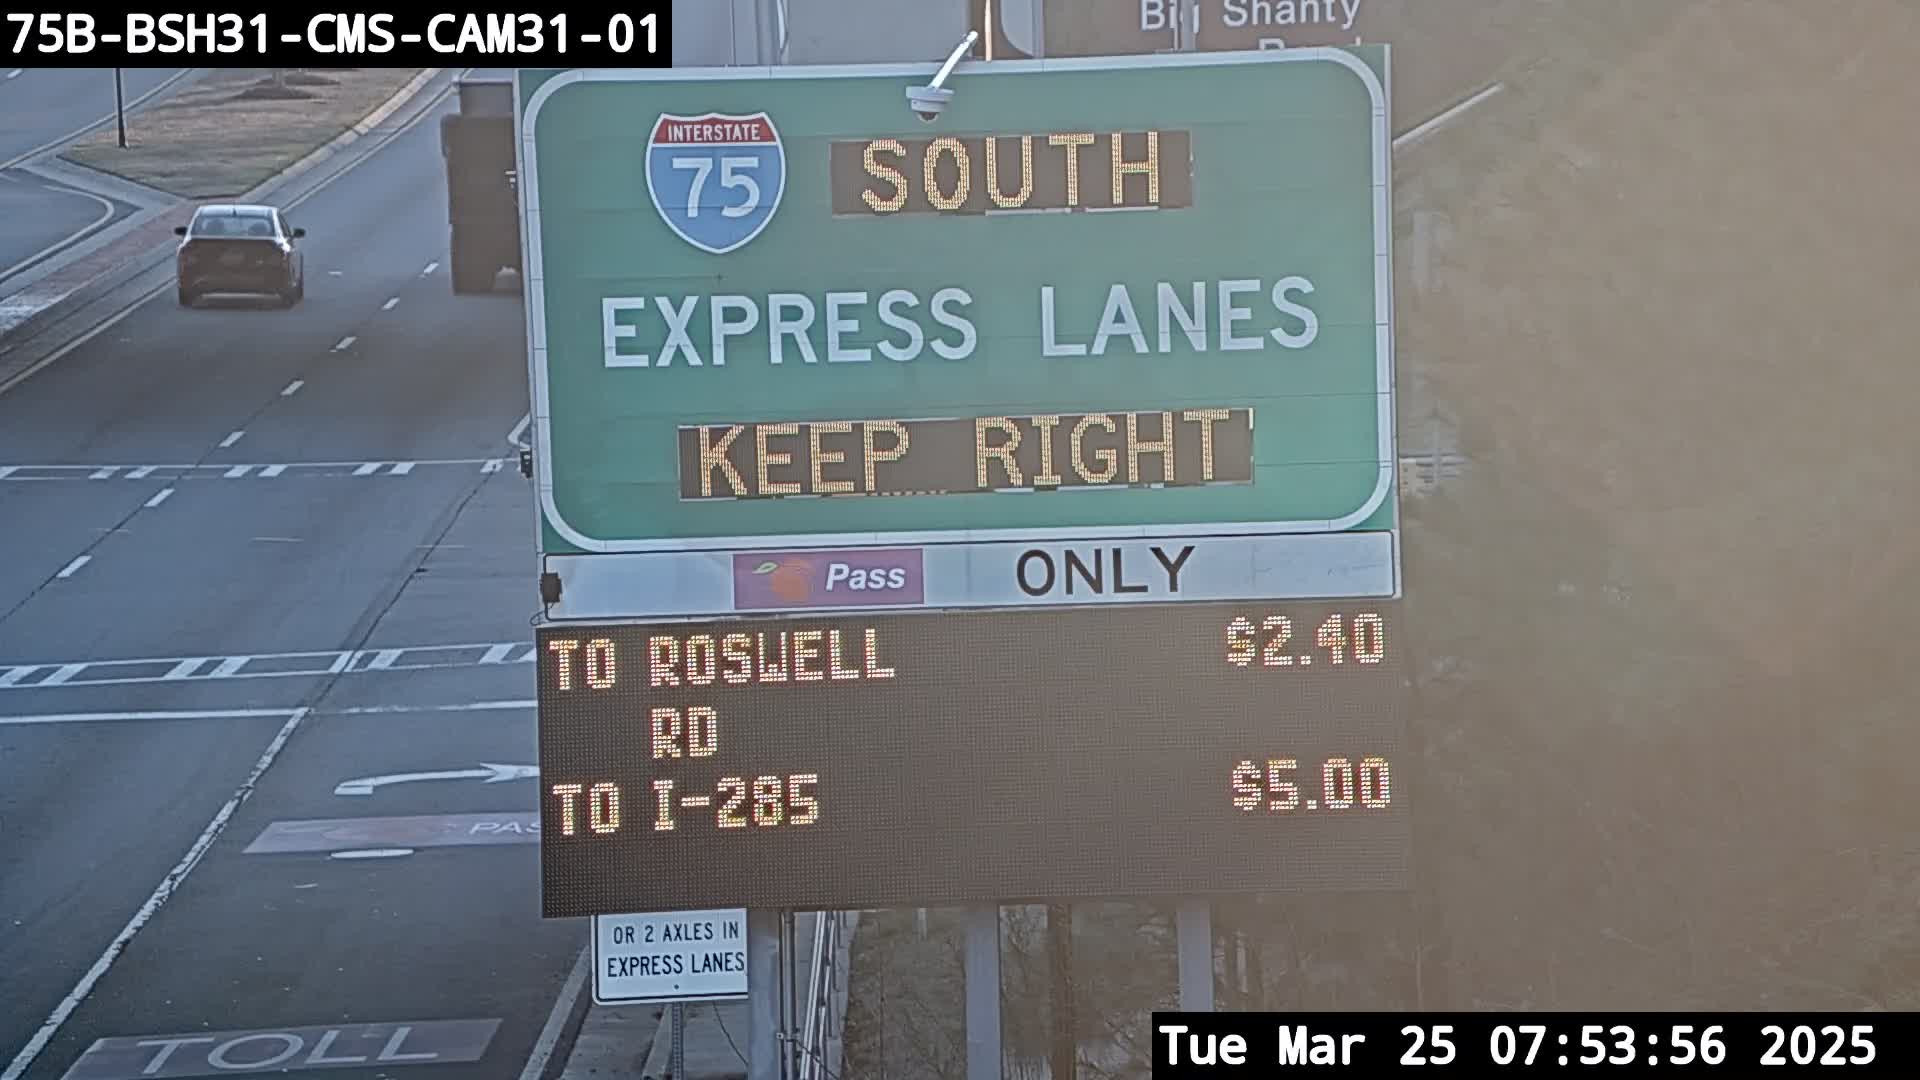 75B-BSH31-CMS-CAM31-01
Big Shanty
INTERSTATE
75
SOUTH
EXPRESS LANES
KEEP RIGHT
Pass ONLY
TO ROSWELL $2.40
RD
TO I-285 $5.00
OR 2 AXLES IN
EXPRESS LANES
TOLL
Tue Mar 25 07:53:56 2025